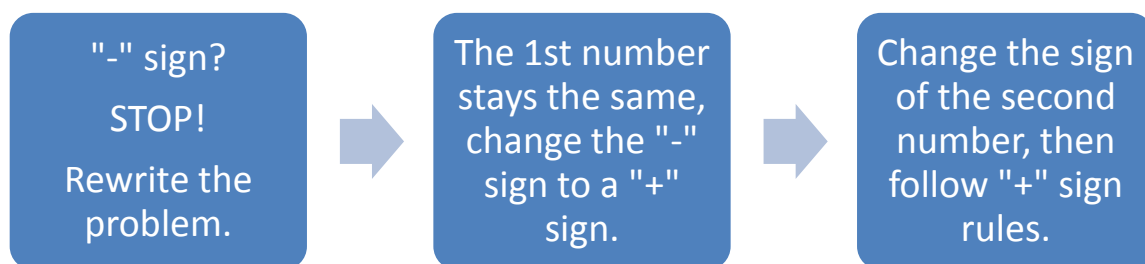 "-" sign?
STOP!
Rewrite the
problem.
The 1st number
stays the same,
change the "-"
sign to a "+"
sign.
Change the sign
of the second
number, then
follow "+" sign
rules.